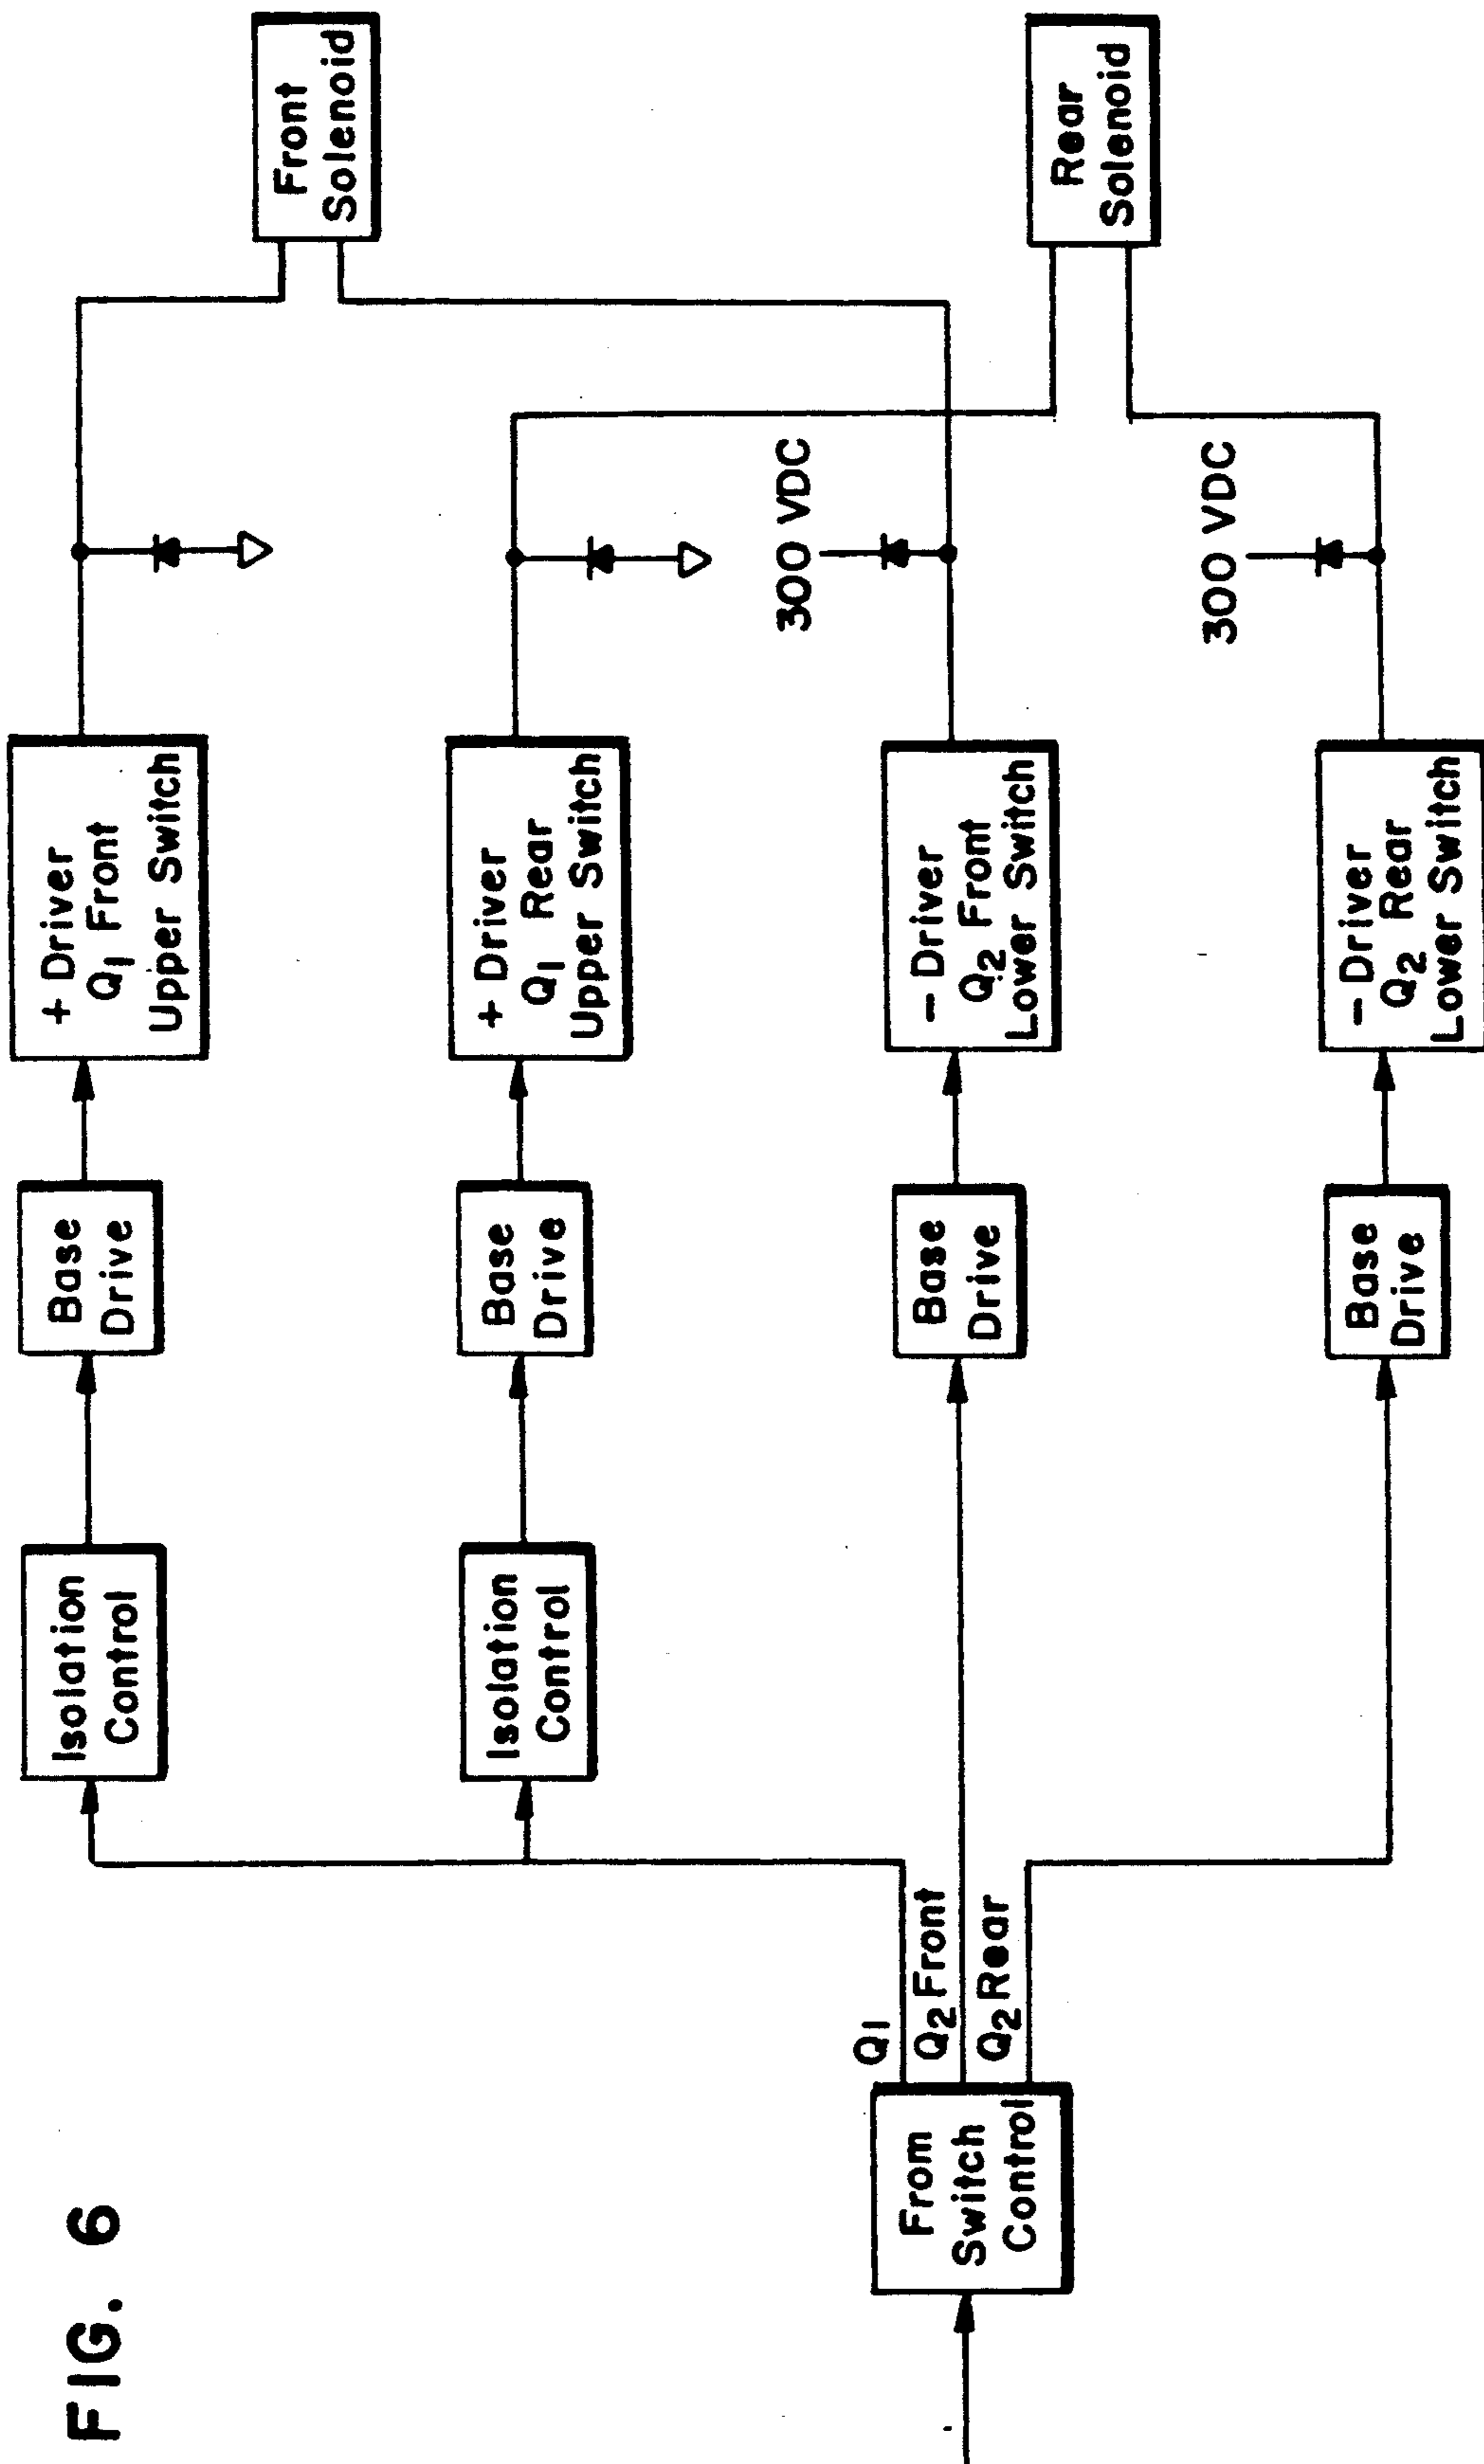 FIG. 6
From
Switch
Control
Q1
Q2 Front
Q2 Rear
Isolation
Control
Base
Drive
+ Driver
Q1 Front
Upper Switch
Front
Solenoid
Isolation
Control
Base
Drive
+ Driver
Q1 Rear
Upper Switch
Base
Drive
− Driver
Q2 Front
Lower Switch
300 VDC
Rear
Solenoid
Base
Drive
− Driver
Q2 Rear
Lower Switch
300 VDC